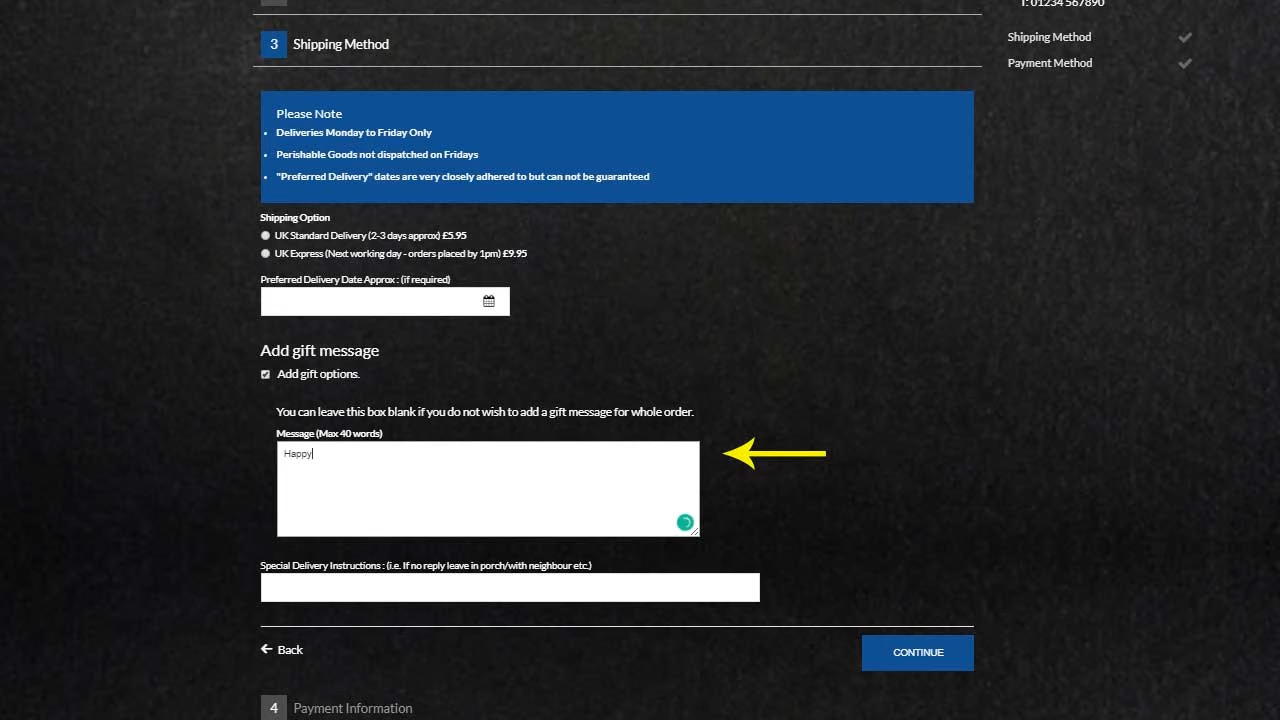 T: 01234 567890
3 Shipping Method
Shipping Method
Payment Method
Please Note
• Deliveries Monday to Friday Only
• Perishable Goods not dispatched on Fridays
• "Preferred Delivery" dates are very closely adhered to but can not be guaranteed
Shipping Option
UK Standard Delivery (2-3 days approx) £5.95
UK Express (Next working day - orders placed by 1pm) £9.95
Preferred Delivery Date Approx : (if required)
Add gift message
Add gift options.
You can leave this box blank if you do not wish to add a gift message for whole order.
Message (Max 40 words)
Happy
Special Delivery Instructions : (i.e. If no reply leave in porch/with neighbour etc.)
Back
CONTINUE
4 Payment Information